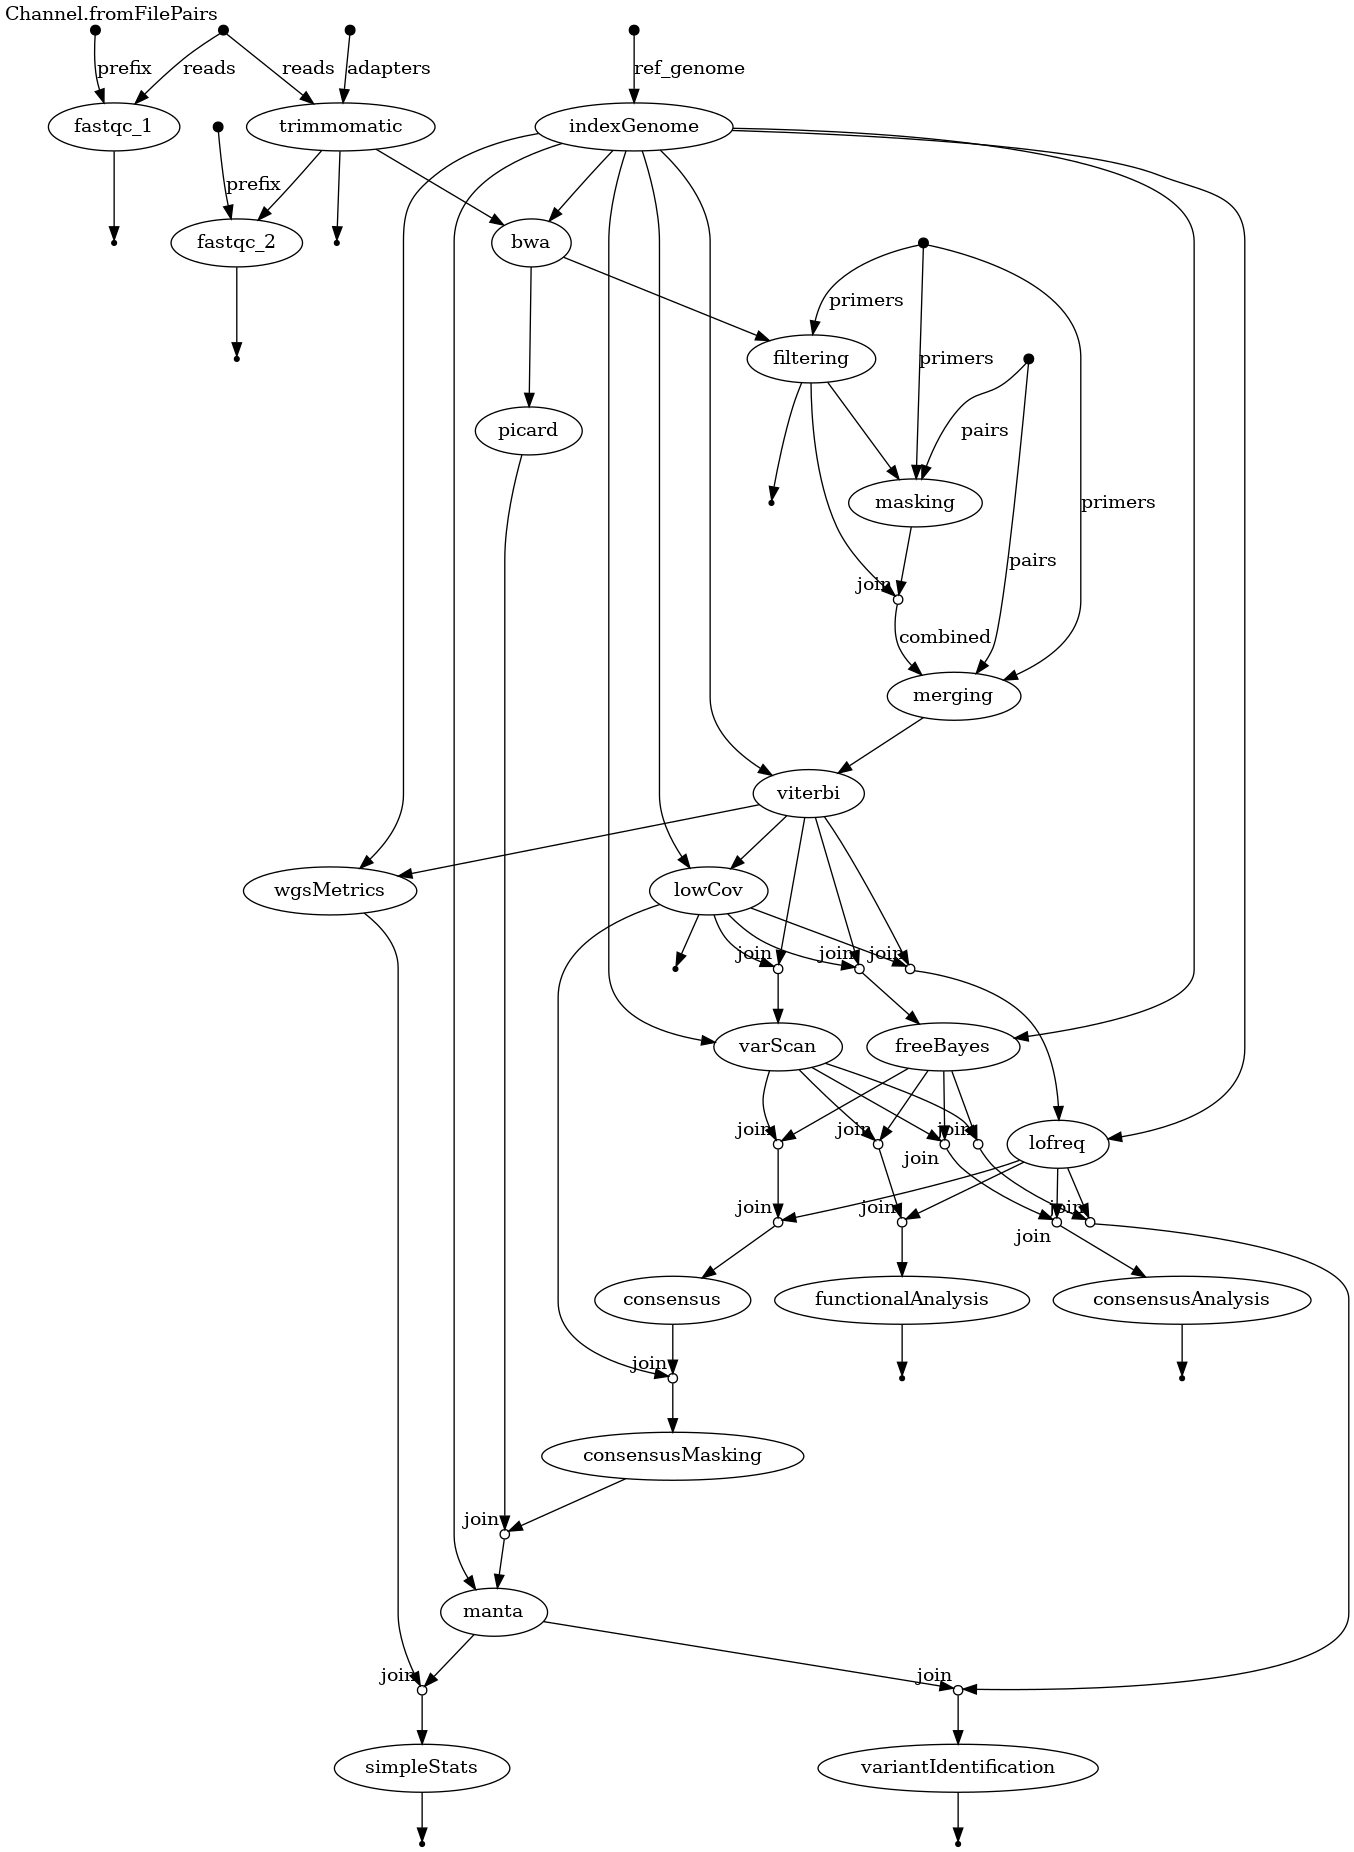 Channel.fromFilePairs
prefix
reads
reads
adapters
ref_genome
fastqc_1
trimmomatic
indexGenome
prefix
fastqc_2
bwa
primers
filtering
primers
picard
pairs
masking
primers
pairs
join
combined
merging
viterbi
wgsMetrics
lowCov
join
join
join
varScan
freeBayes
join
join
join
join
lofreq
join
join
join
join
consensus
functionalAnalysis
consensusAnalysis
join
consensusMasking
join
manta
join
join
simpleStats
variantIdentification